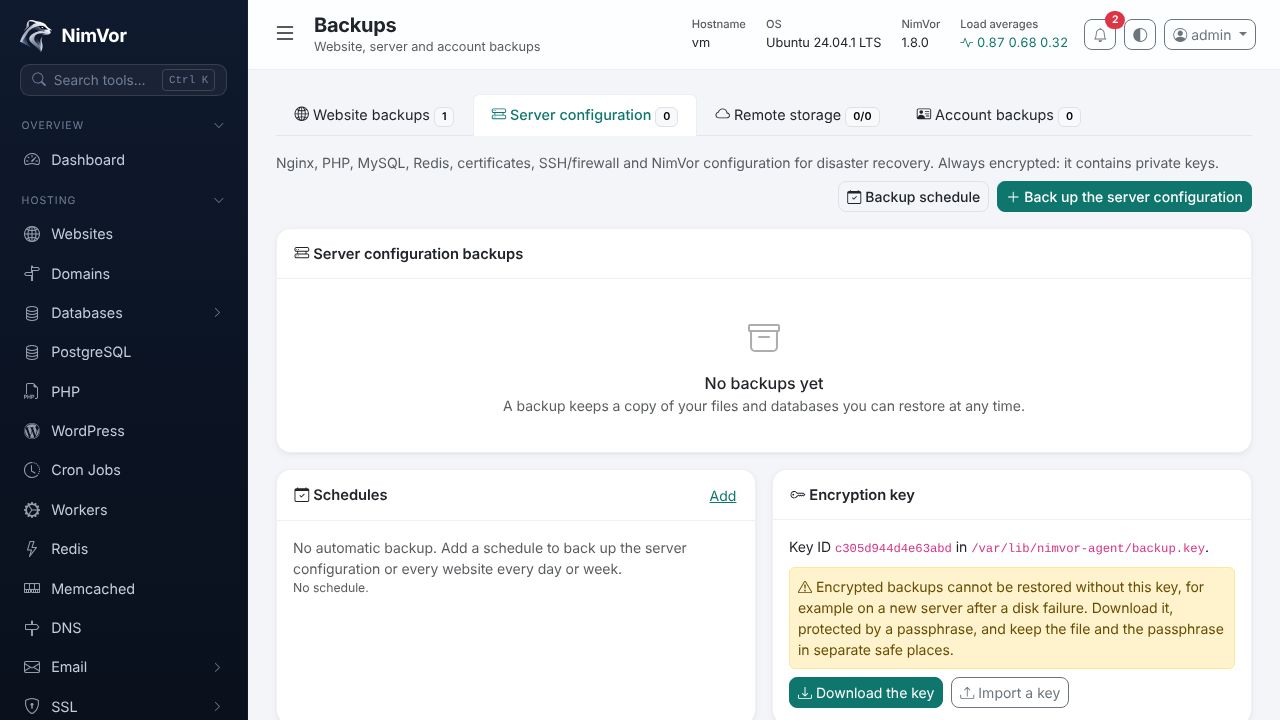 NimVor
Search tools...
Ctrl K
OVERVIEW
Dashboard
HOSTING
Websites
Domains
Databases
PostgreSQL
PHP
WordPress
Cron Jobs
Workers
Redis
Memcached
DNS
Email
SSL
Backups
Website, server and account backups
Hostname
vm
OS
Ubuntu 24.04.1 LTS
NimVor
1.8.0
Load averages
0.87 0.68 0.32
2
admin
Website backups 1
Server configuration 0
Remote storage 0/0
Account backups 0
Nginx, PHP, MySQL, Redis, certificates, SSH/firewall and NimVor configuration for disaster recovery. Always encrypted: it contains private keys.
Backup schedule
Back up the server configuration
Server configuration backups
No backups yet
A backup keeps a copy of your files and databases you can restore at any time.
Schedules
Add
No automatic backup. Add a schedule to back up the server
configuration or every website every day or week.
No schedule.
Encryption key
Key ID c305d944d4e63abd in /var/lib/nimvor-agent/backup.key.
Encrypted backups cannot be restored without this key, for
example on a new server after a disk failure. Download it,
protected by a passphrase, and keep the file and the passphrase
in separate safe places.
Download the key
Import a key